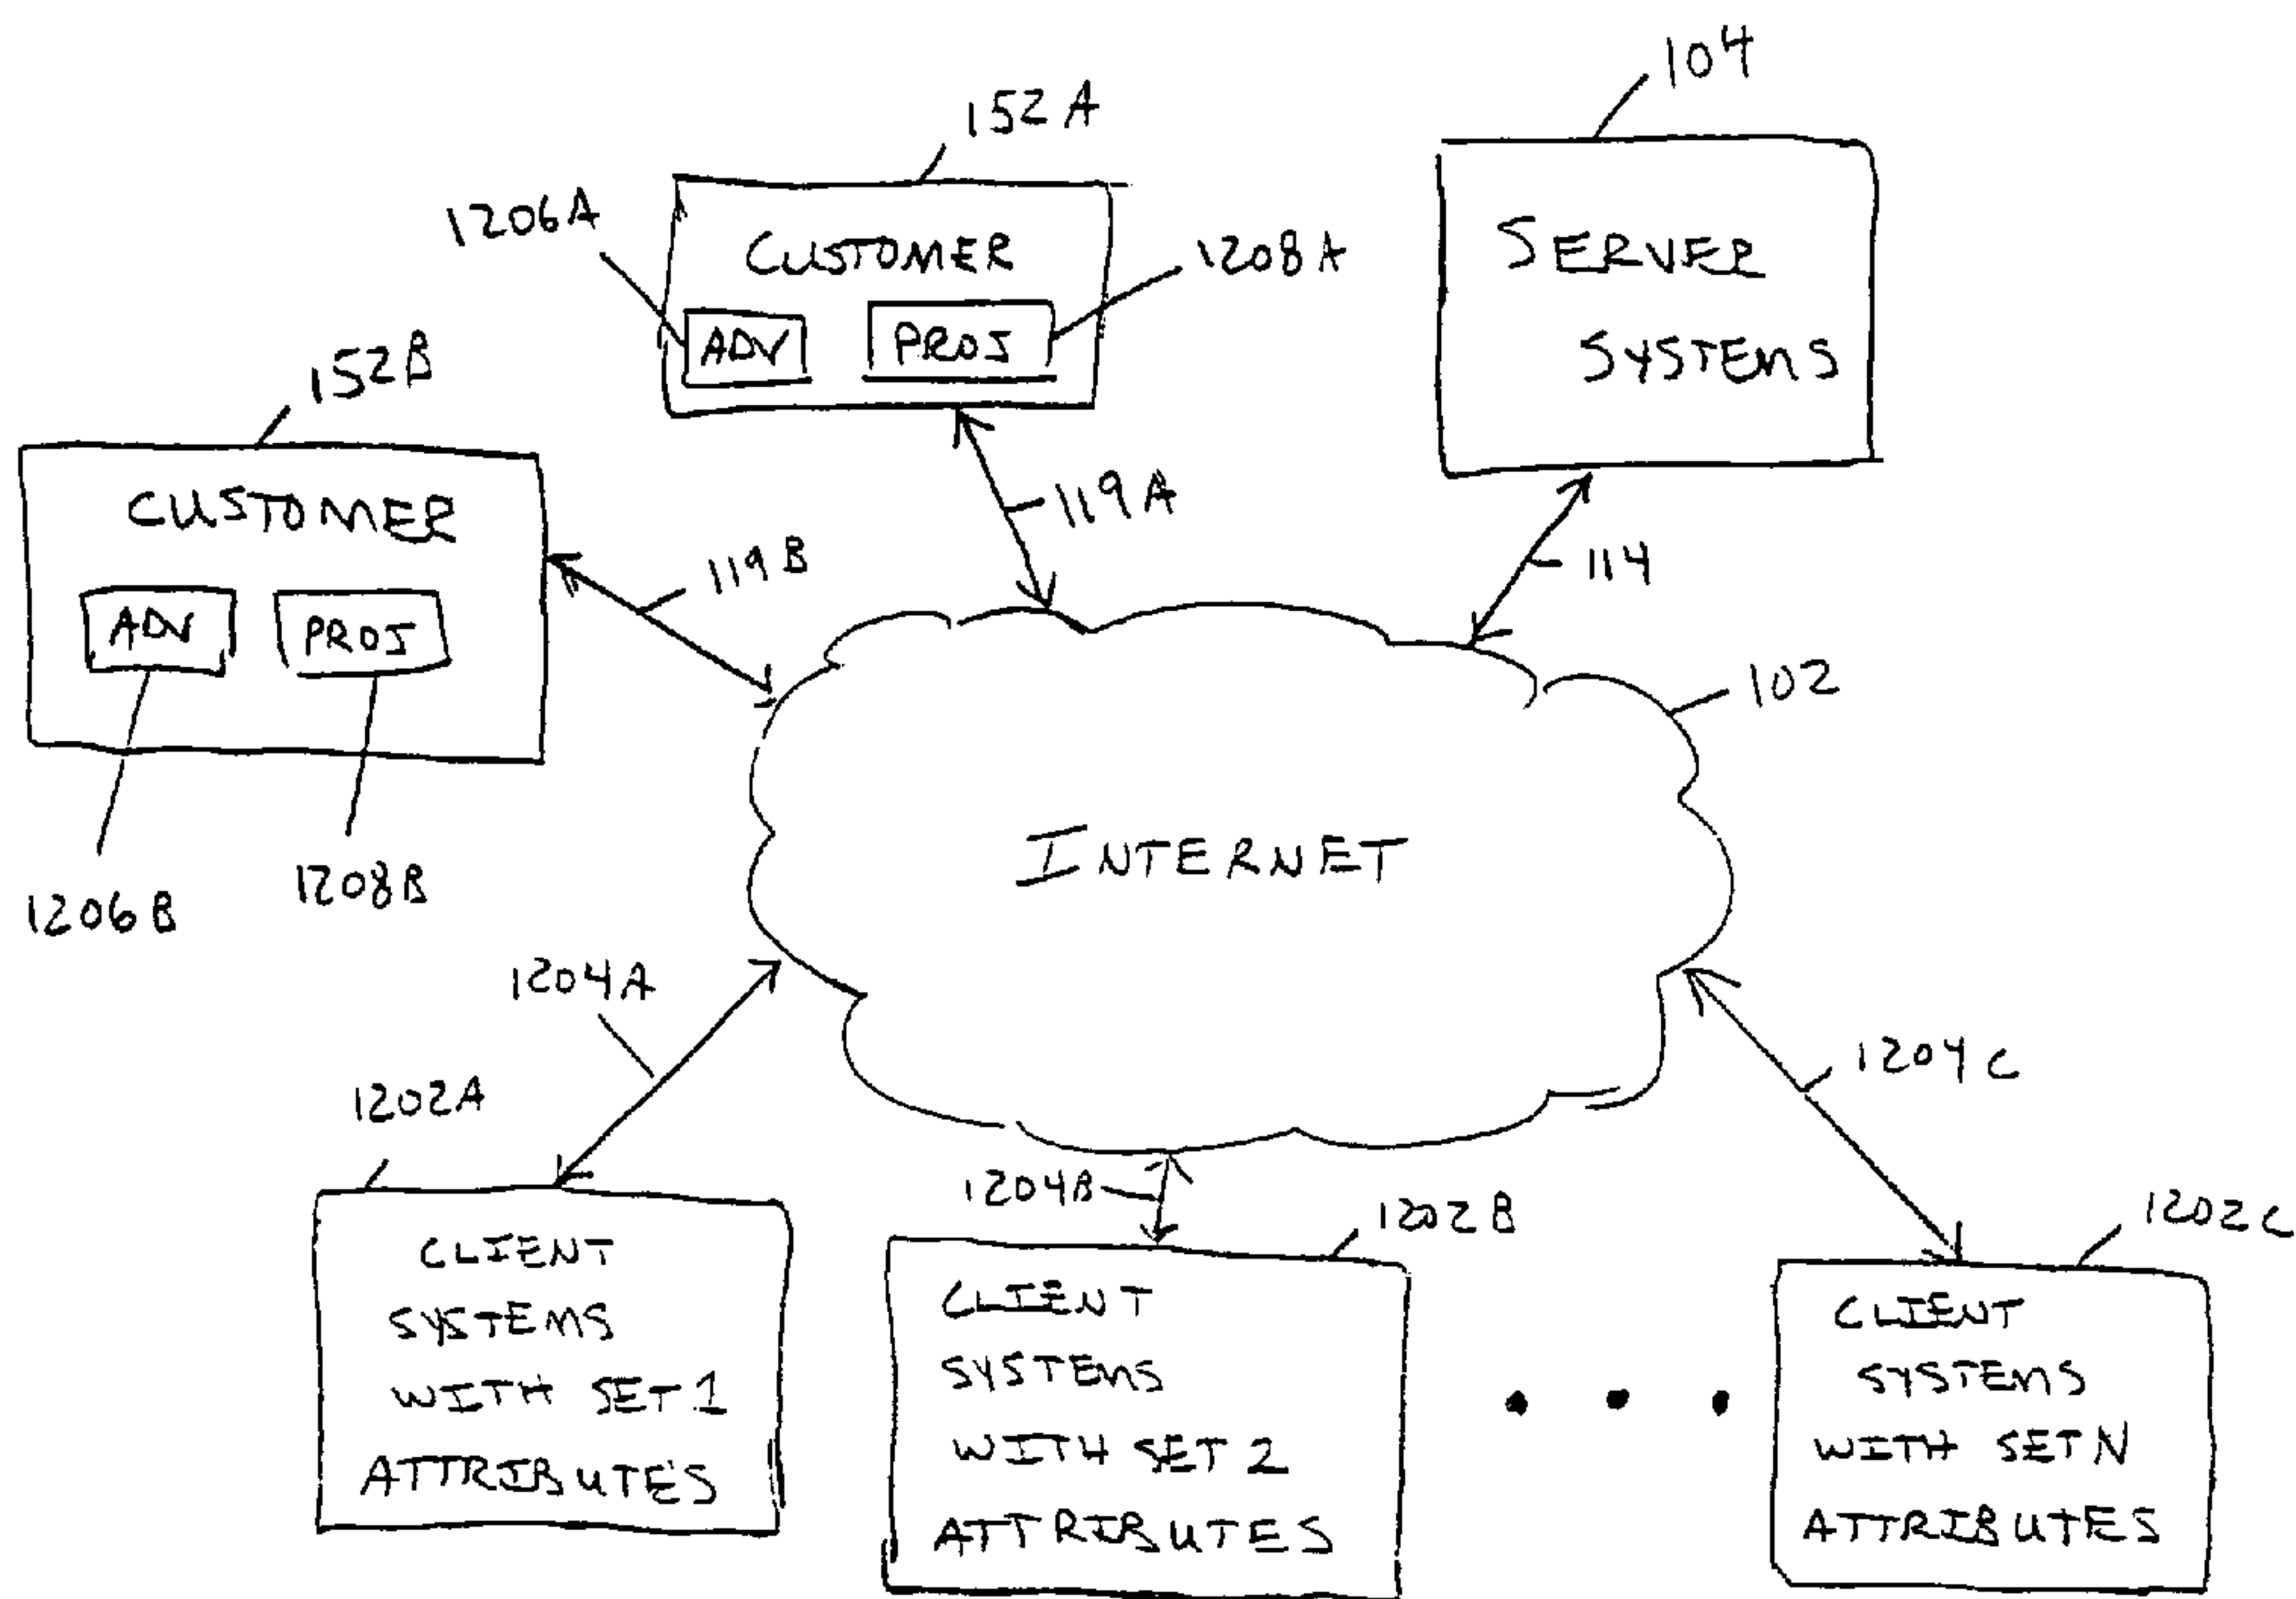 104
152A
1206A
CUSTOMER
1208A
ADV
PROJ
SERVER
SYSTEMS
152B
CUSTOMER
ADV
PROJ
119A
119B
114
102
1206B
1208B
INTERNET
1204A
1204C
1202A
1204B
1202B
1202C
CLIENT
SYSTEMS
WITH SET 1
ATTRIBUTES
CLIENT
SYSTEMS
WITH SET 2
ATTRIBUTES
• • •
CLIENT
SYSTEMS
WITH SET N
ATTRIBUTES